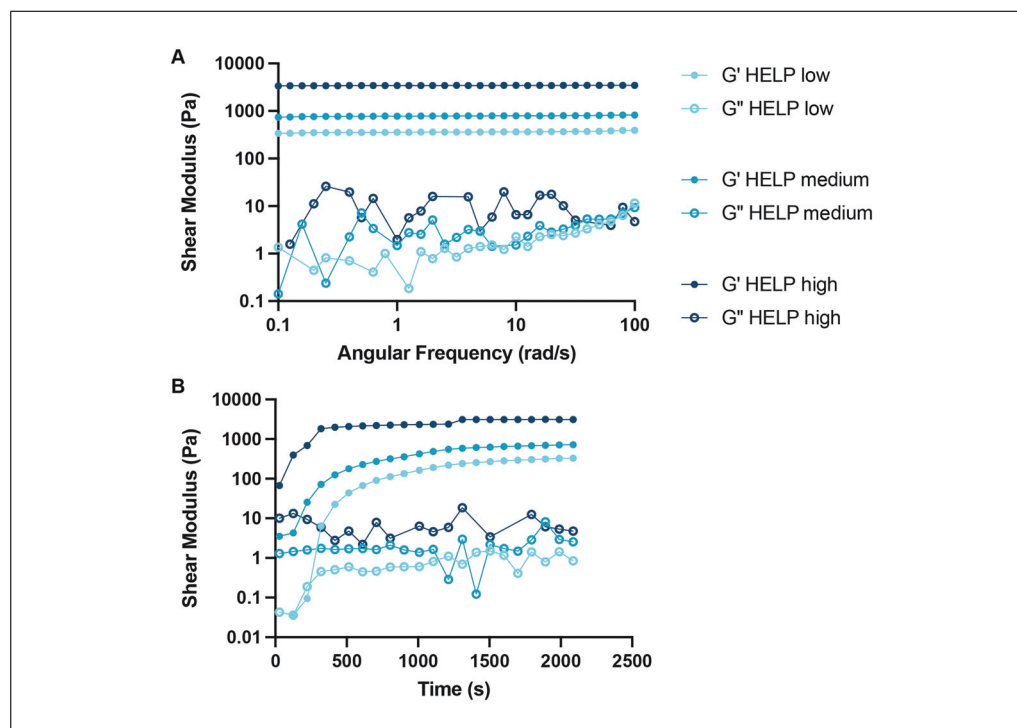 A
Shear Modulus (Pa)
10000
1000
100
10
1
0.1
0.1 1 10 100
Angular Frequency (rad/s)
G' HELP low
G" HELP low
G' HELP medium
G" HELP medium
G' HELP high
G" HELP high
B
Shear Modulus (Pa)
10000
1000
100
10
1
0.1
0.01
0 500 1000 1500 2000 2500
Time (s)